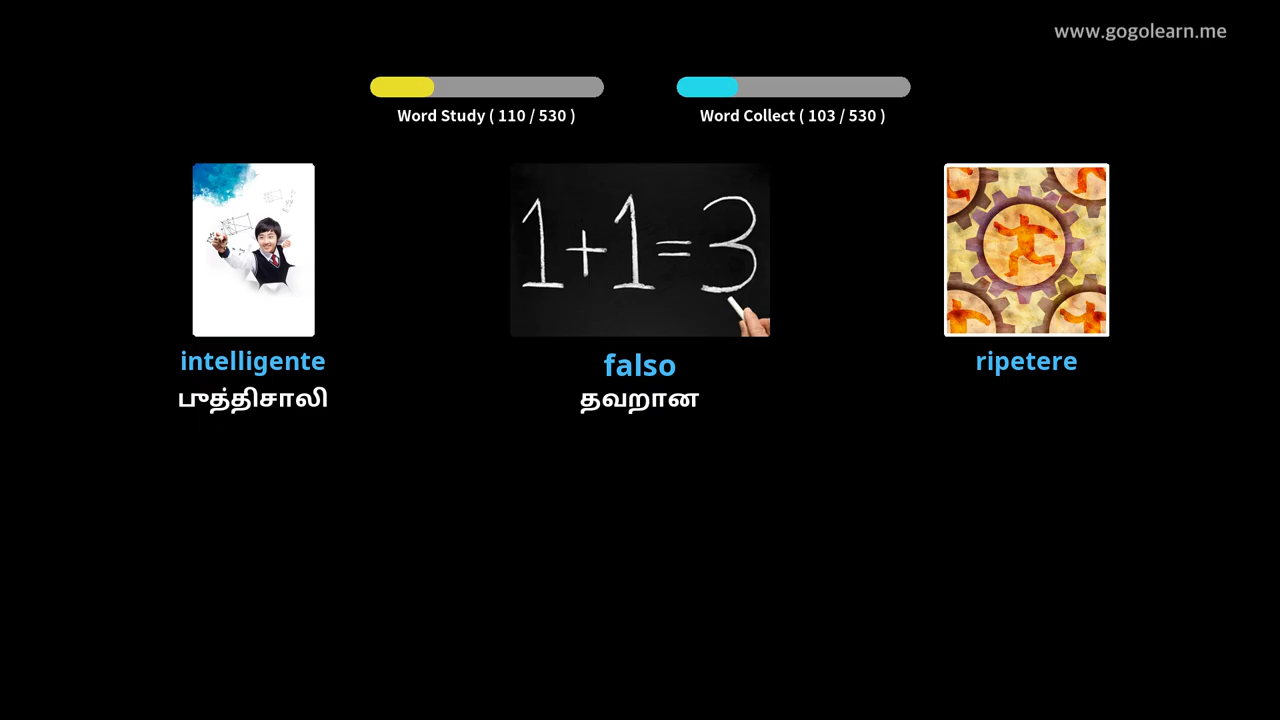 www.gogolearn.me
Word Study ( 110 / 530 )
Word Collect ( 103 / 530 )
1+1=3
intelligente
புத்திசாலி
falso
தவறான
ripetere